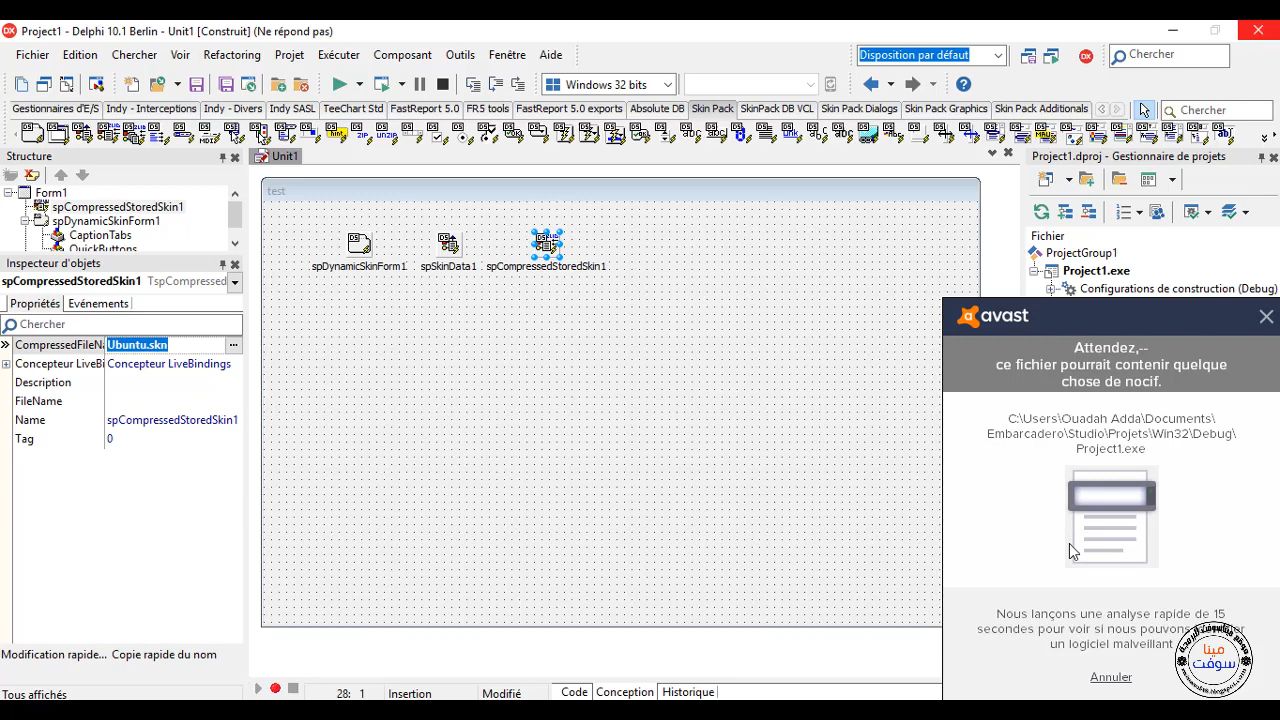 Project1 - Delphi 10.1 Berlin - Unit1 [Construit] (Ne répond pas)
Fichier Edition Chercher Voir Refactoring Projet Exécuter Composant Outils Fenêtre Aide
Disposition par défaut
Chercher
Windows 32 bits
Gestionnaires d'E/S Indy - Interceptions Indy - Divers Indy SASL TeeChart Std FastReport 5.0 FR5 tools FastReport 5.0 exports Absolute DB Skin Pack SkinPack DB VCL Skin Pack Dialogs Skin Pack Graphics Skin Pack Additionals
Chercher
Structure
Form1
spCompressedStoredSkin1
spDynamicSkinForm1
CaptionTabs
QuickButtons
Inspecteur d'objets
spCompressedStoredSkin1 TspCompressed
Propriétés Evénements
Chercher
CompressedFileNa Ubuntu.skn ...
Concepteur LiveBi Concepteur LiveBindings
Description
FileName
Name spCompressedStoredSkin1
Tag 0
Modification rapide... Copie rapide du nom
Tous affichés
Unit1
test
spDynamicSkinForm1 spSkinData1 spCompressedStoredSkin1
28: 1 Insertion Modifié Code Conception Historique
Project1.dproj - Gestionnaire de projets
Fichier
ProjectGroup1
Project1.exe
Configurations de construction (Debug)
avast
Attendez,--
ce fichier pourrait contenir quelque
chose de nocif.
C:\Users\Ouadah Adda\Documents\
Embarcadero\Studio\Projets\Win32\Debug\
Project1.exe
Nous lançons une analyse rapide de 15
secondes pour voir si nous pouvons
un logiciel malveillant
Annuler
مينا
سوفت